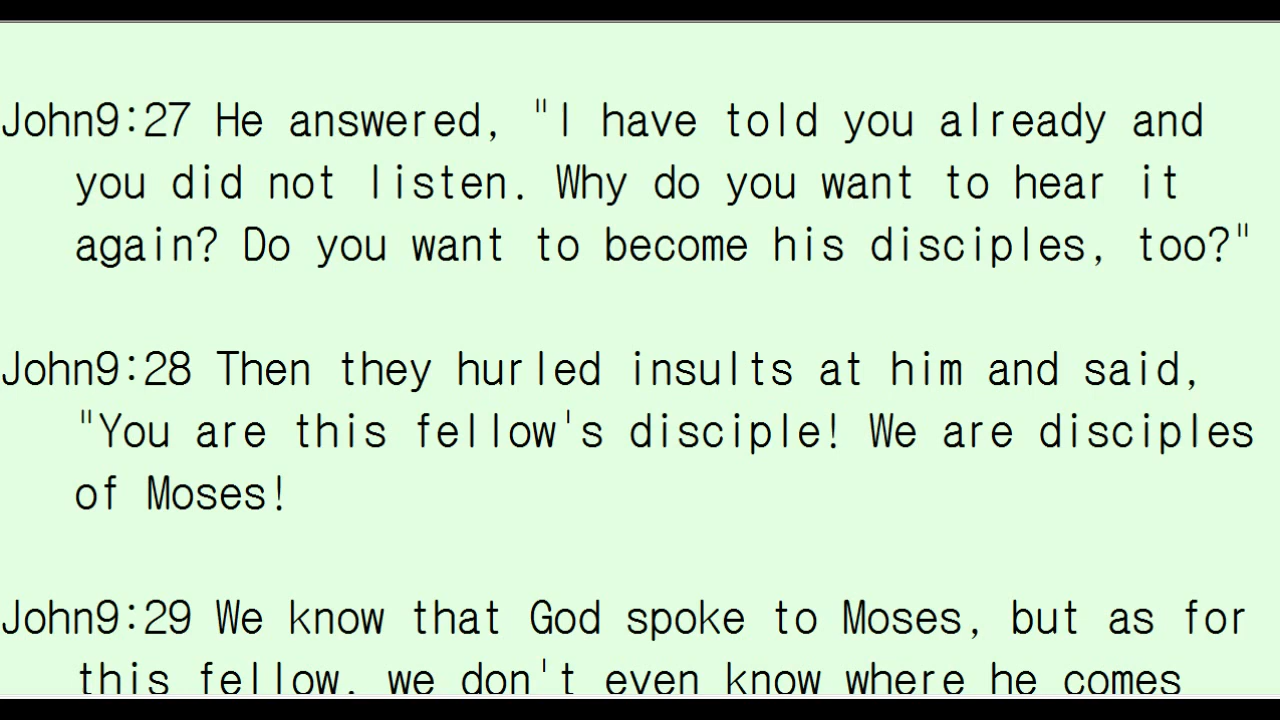 John9:27 He answered, "I have told you already and
you did not listen. Why do you want to hear it
again? Do you want to become his disciples, too?"
John9:28 Then they hurled insults at him and said,
"You are this fellow's disciple! We are disciples
of Moses!
John9:29 We know that God spoke to Moses, but as for
this fellow, we don't even know where he comes